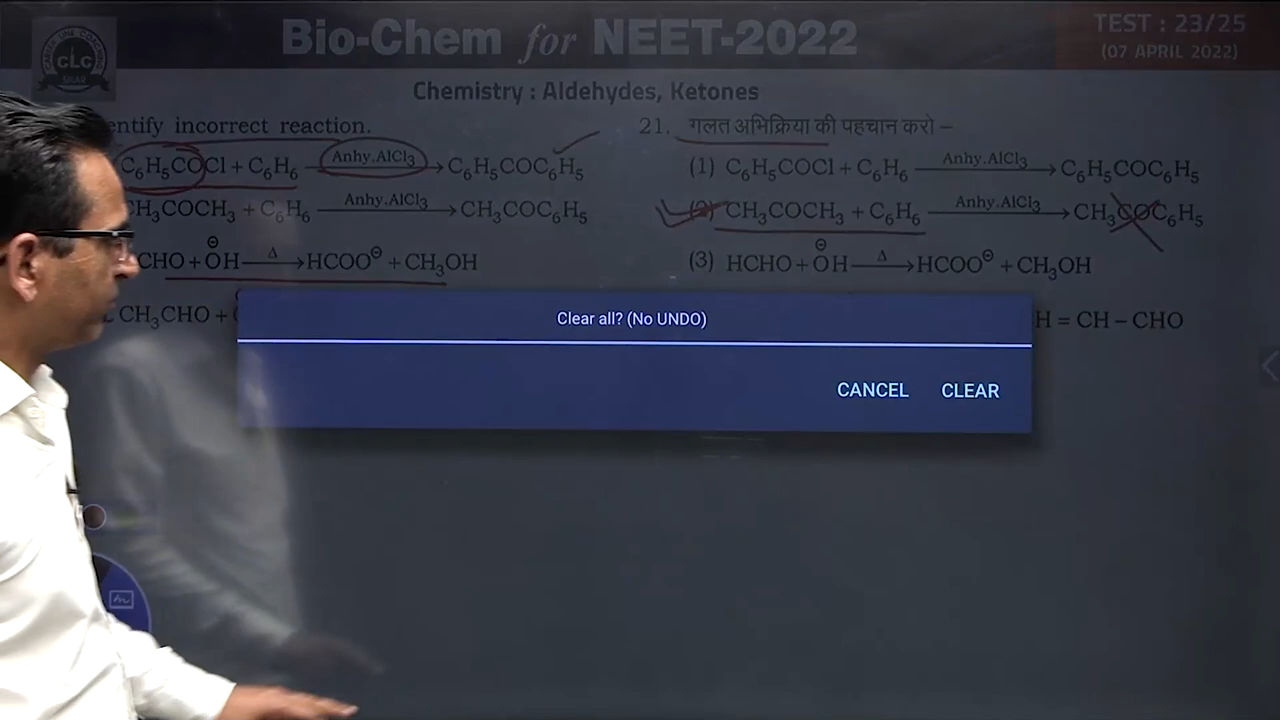 Bio-Chem for NEET-2022
TEST : 23/25
(07 APRIL 2022)
CLC
SIKAR
Chemistry : Aldehydes, Ketones
entify incorrect reaction.
C₆H₅COCl + C₆H₆ —Anhy.AlCl₃→ C₆H₅COC₆H₅
CH₃COCH₃ + C₆H₆ —Anhy.AlCl₃→ CH₃COC₆H₅
CHO + O⊖H —Δ→ HCOO⊖ + CH₃OH
CH₃CHO +
21. गलत अभिक्रिया की पहचान करो –
(1) C₆H₅COCl + C₆H₆ —Anhy.AlCl₃→ C₆H₅COC₆H₅
(2) CH₃COCH₃ + C₆H₆ —Anhy.AlCl₃→ CH₃COC₆H₅
(3) HCHO + O⊖H —Δ→ HCOO⊖ + CH₃OH
H = CH – CHO
Clear all? (No UNDO)
CANCEL CLEAR